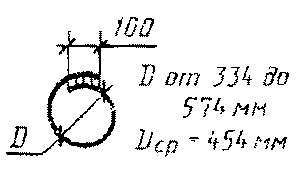 100
D от 334 до
574 мм
Dср = 454 мм
D